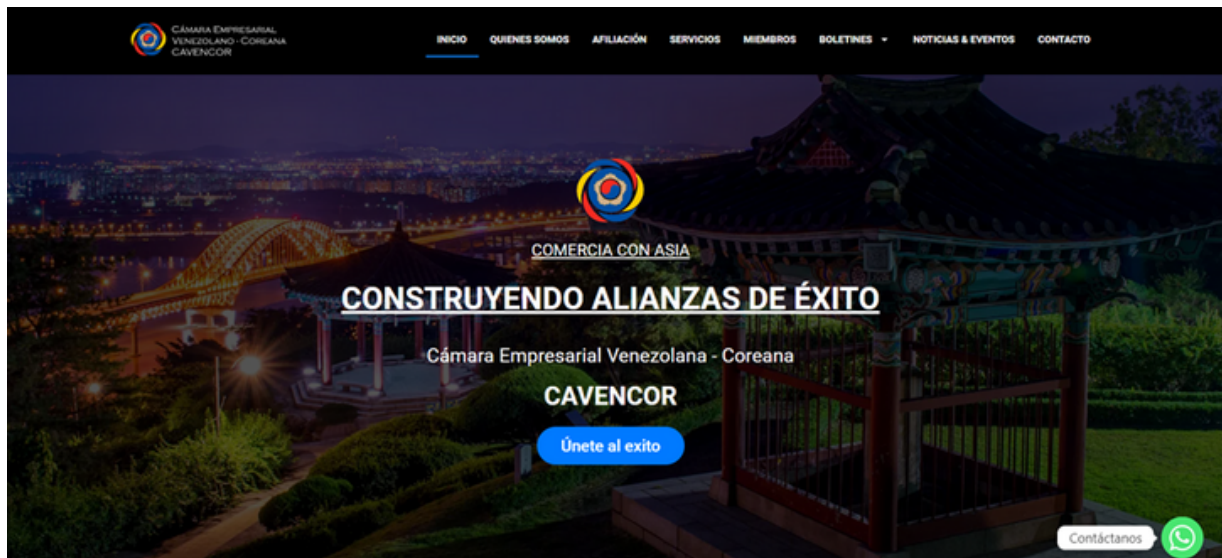 CÁMARA EMPRESARIAL
VENEZOLANO - COREANA
CAVENCOR
INICIO
QUIENES SOMOS
AFILIACIÓN
SERVICIOS
MIEMBROS
BOLETINES
NOTICIAS & EVENTOS
CONTACTO
COMERCIA CON ASIA
CONSTRUYENDO ALIANZAS DE ÉXITO
Cámara Empresarial Venezolana - Coreana
CAVENCOR
Únete al exito
Contáctanos